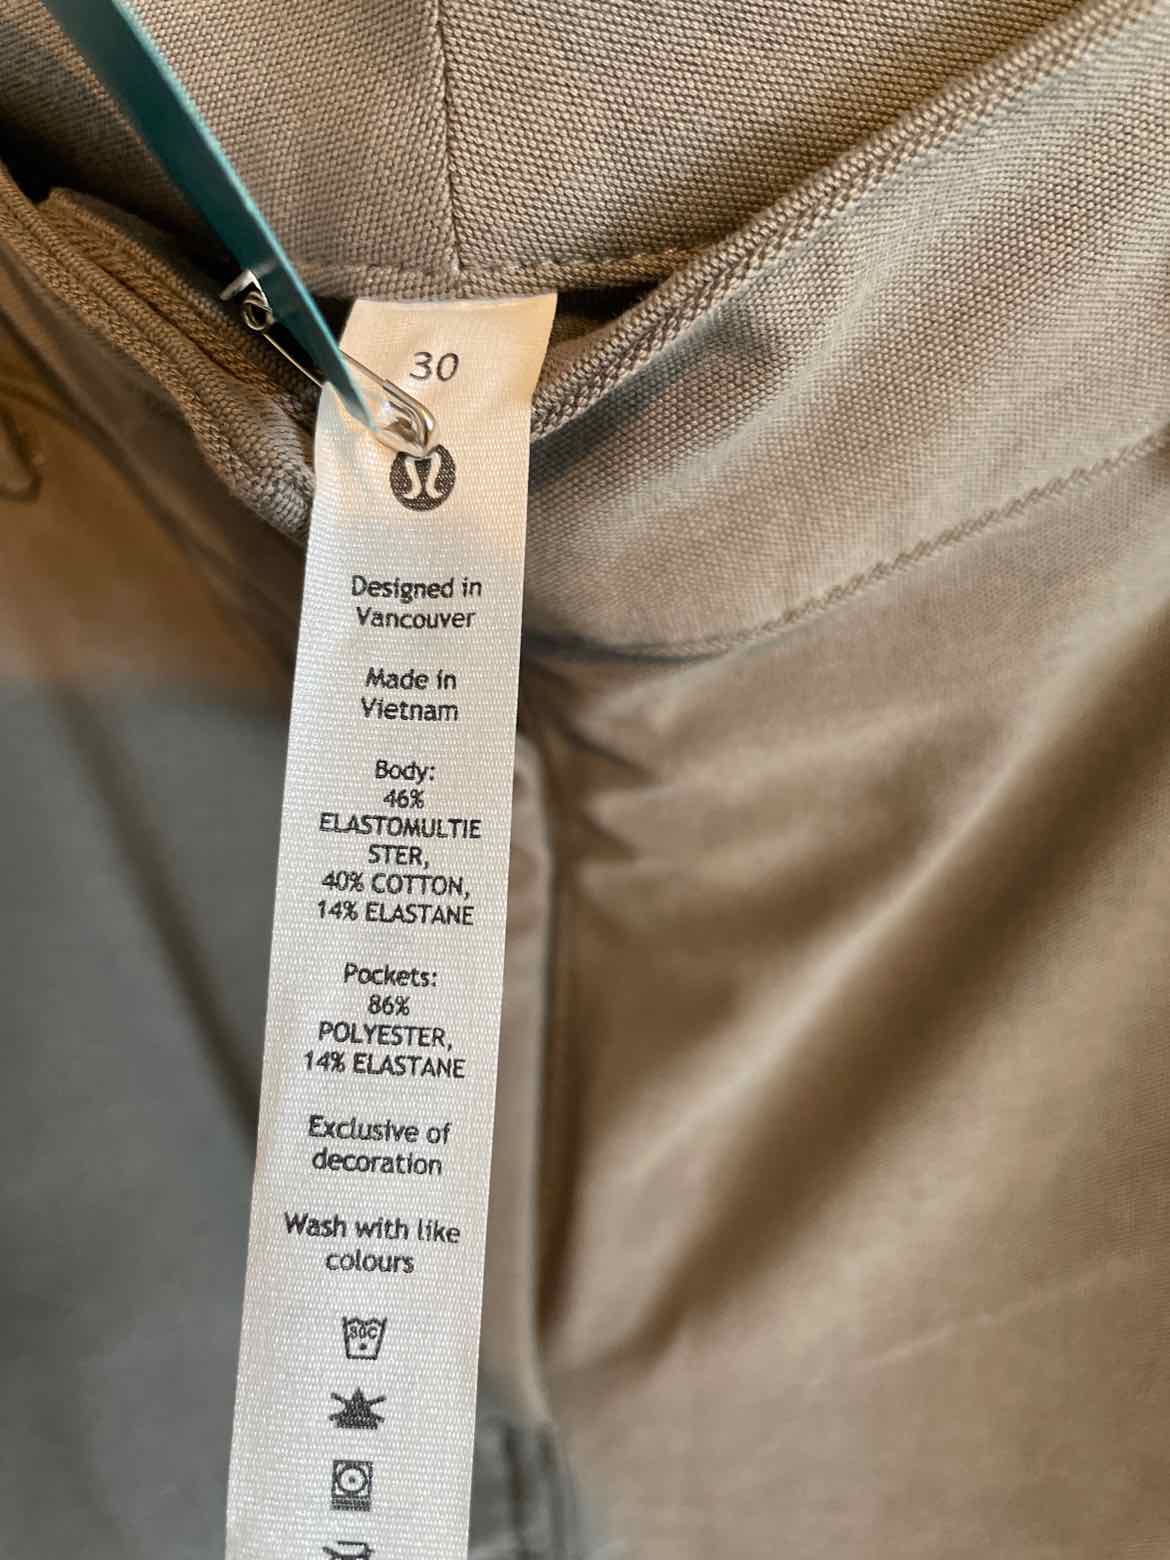 30
Designed in
Vancouver
Made in
Vietnam
Body:
46%
ELASTOMULTIE
STER,
40% COTTON,
14% ELASTANE
Pockets:
86%
POLYESTER,
14% ELASTANE
Exclusive of
decoration
Wash with like
colours
30C